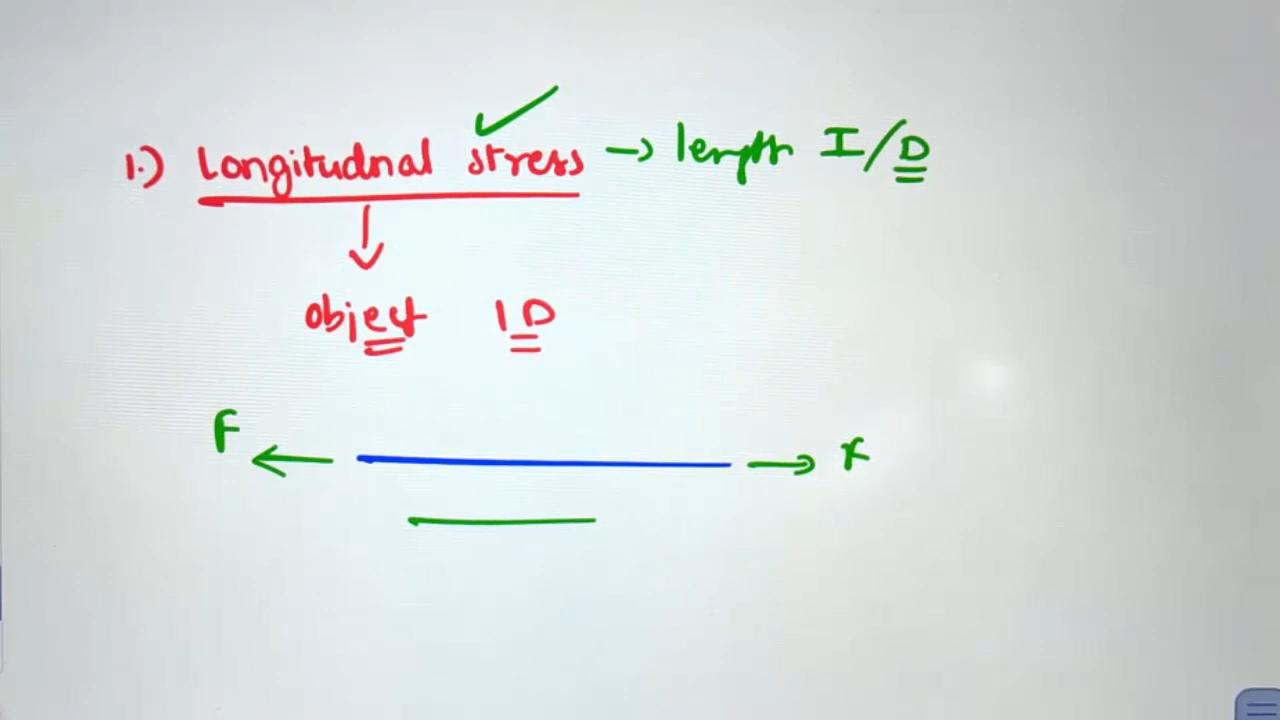 1.) Longitudnal stress → length I/D
object 1D
F F